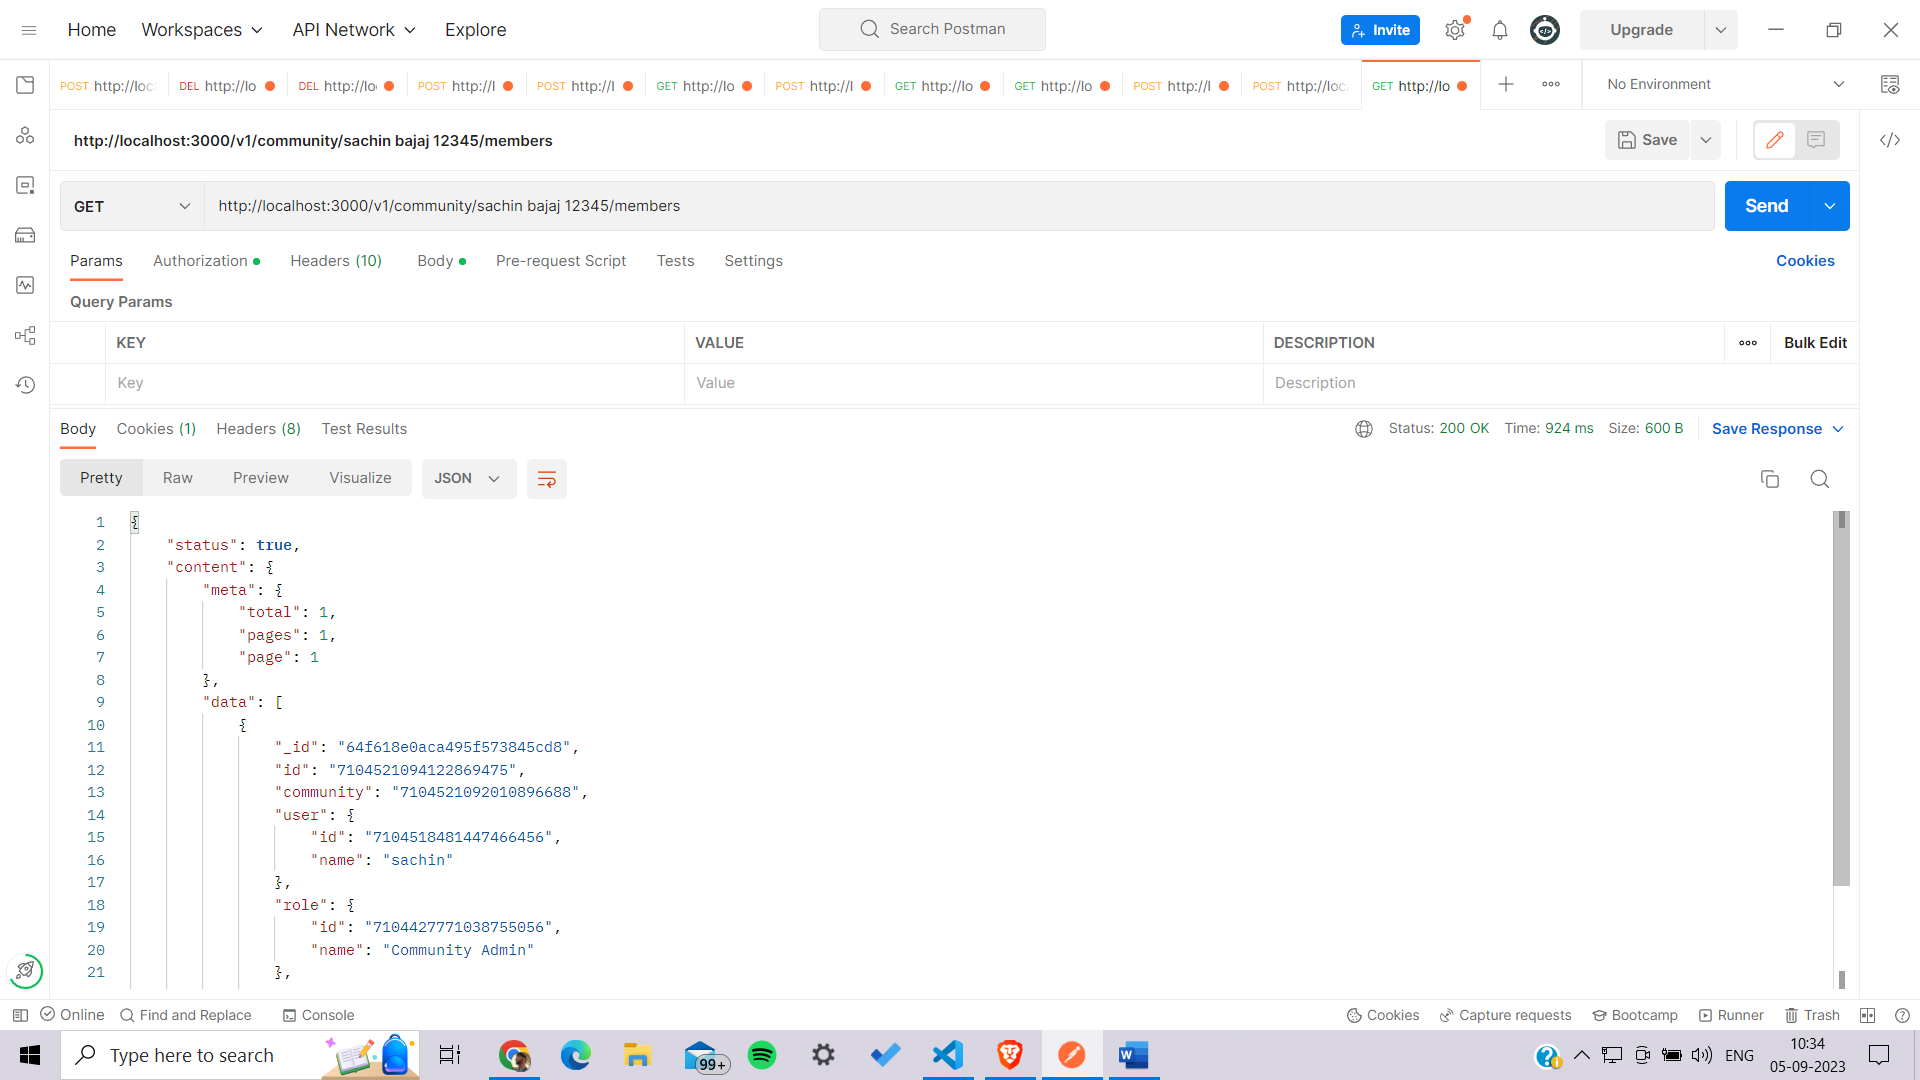 Home Workspaces API Network Explore Search Postman Invite Upgrade
POST http://loc DEL http://lo DEL http://lo POST http://l POST http://l GET http://lo POST http://l GET http://lo GET http://lo POST http://l POST http://loc GET http://lo No Environment
http://localhost:3000/v1/community/sachin bajaj 12345/members Save
GET http://localhost:3000/v1/community/sachin bajaj 12345/members Send
Params Authorization Headers (10) Body Pre-request Script Tests Settings Cookies
Query Params
KEY VALUE DESCRIPTION Bulk Edit
Key Value Description
Body Cookies (1) Headers (8) Test Results Status: 200 OK Time: 924 ms Size: 600 B Save Response
Pretty Raw Preview Visualize JSON
1 {
2 "status": true,
3 "content": {
4 "meta": {
5 "total": 1,
6 "pages": 1,
7 "page": 1
8 },
9 "data": [
10 {
11 "_id": "64f618e0aca495f573845cd8",
12 "id": "7104521094122869475",
13 "community": "7104521092010896688",
14 "user": {
15 "id": "7104518481447466456",
16 "name": "sachin"
17 },
18 "role": {
19 "id": "7104427771038755056",
20 "name": "Community Admin"
21 },
Online Find and Replace Console Cookies Capture requests Bootcamp Runner Trash
Type here to search 99+ ENG 10:34
05-09-2023